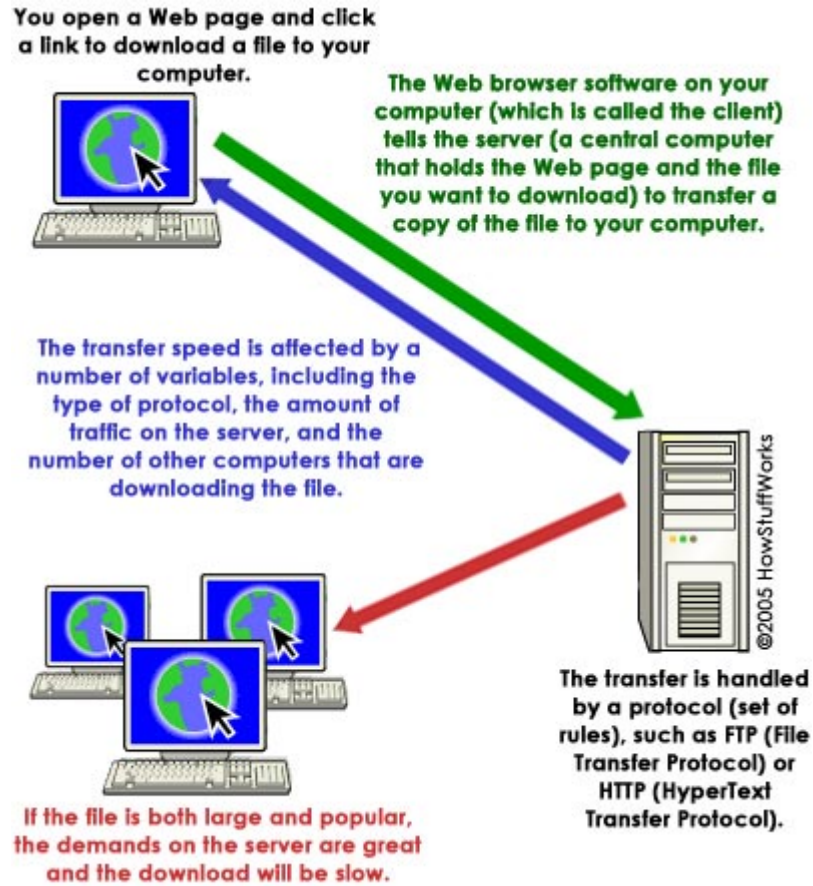 You open a Web page and click
a link to download a file to your
computer.
The Web browser software on your
computer (which is called the client)
tells the server (a central computer
that holds the Web page and the file
you want to download) to transfer a
copy of the file to your computer.
The transfer speed is affected by a
number of variables, including the
type of protocol, the amount of
traffic on the server, and the
number of other computers that are
downloading the file.
©2005 HowStuffWorks
The transfer is handled
by a protocol (set of
rules), such as FTP (File
Transfer Protocol) or
HTTP (HyperText
Transfer Protocol).
If the file is both large and popular,
the demands on the server are great
and the download will be slow.